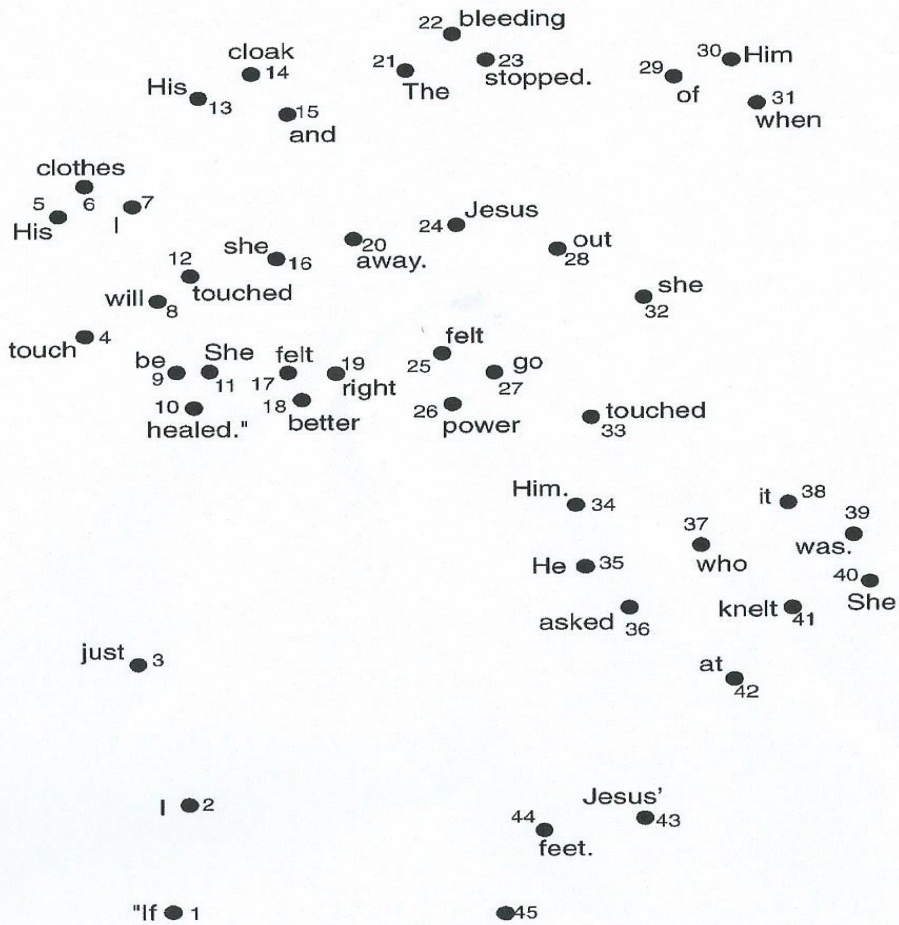 "If 1
I 2
just 3
touch 4
His 5
clothes 6
I 7
will 8
be 9
healed." 10
She 11
touched 12
His 13
cloak 14
and 15
she 16
felt 17
better 18
right 19
away. 20
The 21
bleeding 22
stopped. 23
Jesus 24
felt 25
power 26
go 27
out 28
of 29
Him 30
when 31
she 32
touched 33
Him. 34
He 35
asked 36
who 37
it 38
was. 39
She 40
knelt 41
at 42
Jesus' 43
feet. 44
45